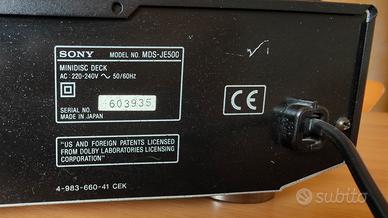 SONY MODEL NO. MDS-JE500
MINIDISC DECK
AC : 220-240V ~ 50/60Hz
SERIAL NO. 603935
MADE IN JAPAN
CE
"US AND FOREIGN PATENTS LICENSED
FROM DOLBY LABORATORIES LICENSING
CORPORATION"
4-983-660-41 CEK
subito